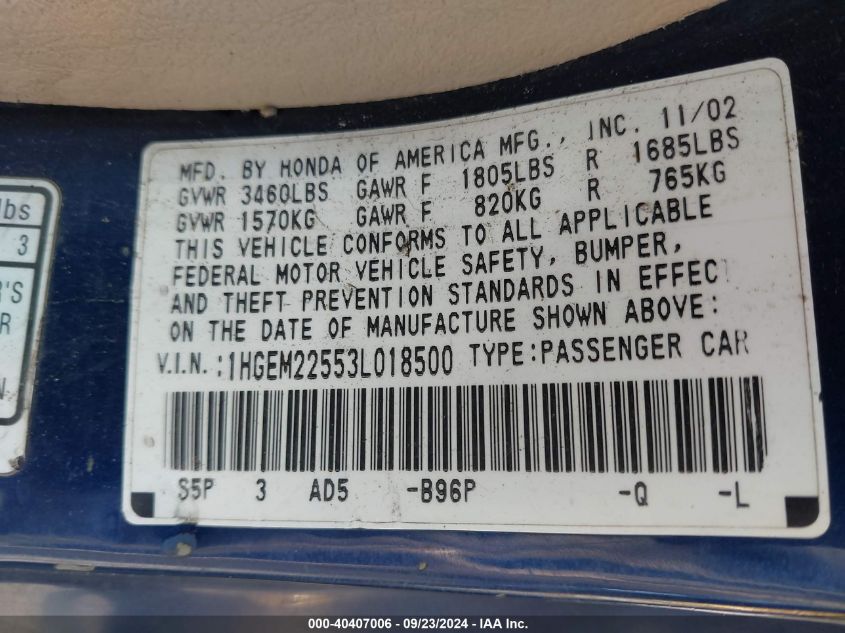 lbs
3
R'S
R
N
MFD. BY HONDA OF AMERICA MFG., INC. 11/02
GVWR 3460LBS GAWR F 1805LBS R 1685LBS
GVWR 1570KG GAWR F 820KG R 765KG
THIS VEHICLE CONFORMS TO ALL APPLICABLE
FEDERAL MOTOR VEHICLE SAFETY, BUMPER,
AND THEFT PREVENTION STANDARDS IN EFFECT
ON THE DATE OF MANUFACTURE SHOWN ABOVE:
V.I.N.:1HGEM22553L018500 TYPE:PASSENGER CAR
S5P 3 AD5 -B96P -Q -L
000-40407006 - 09/23/2024 - IAA Inc.